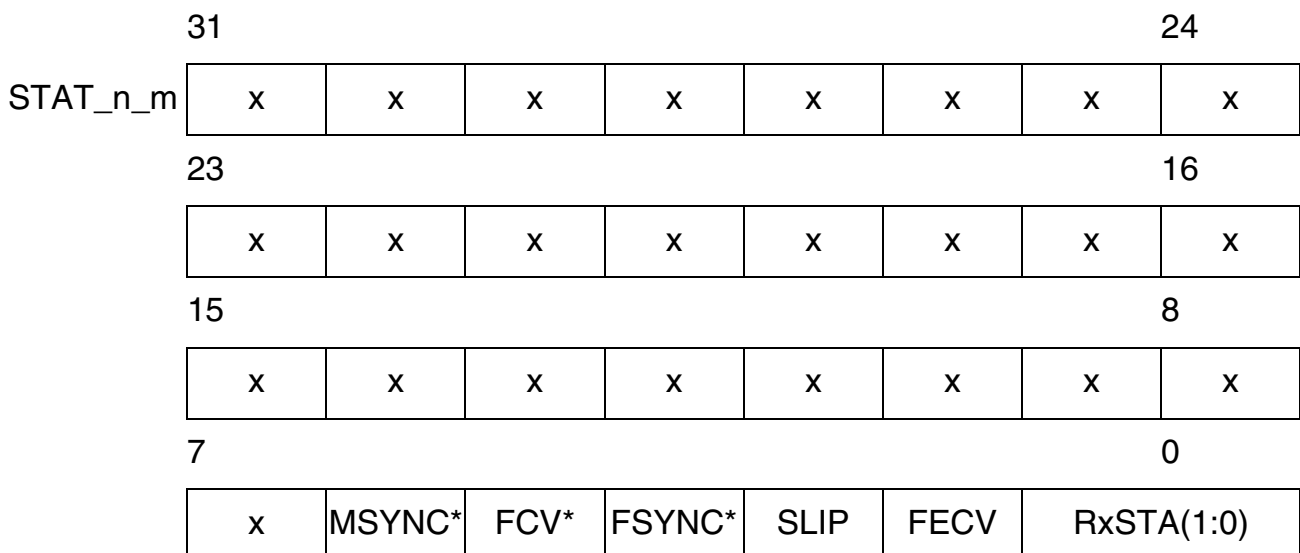 31 24
STAT_n_m x x x x x x x x
23 16
x x x x x x x x
15 8
x x x x x x x x
7 0
x MSYNC* FCV* FSYNC* SLIP FECV RxSTA(1:0)